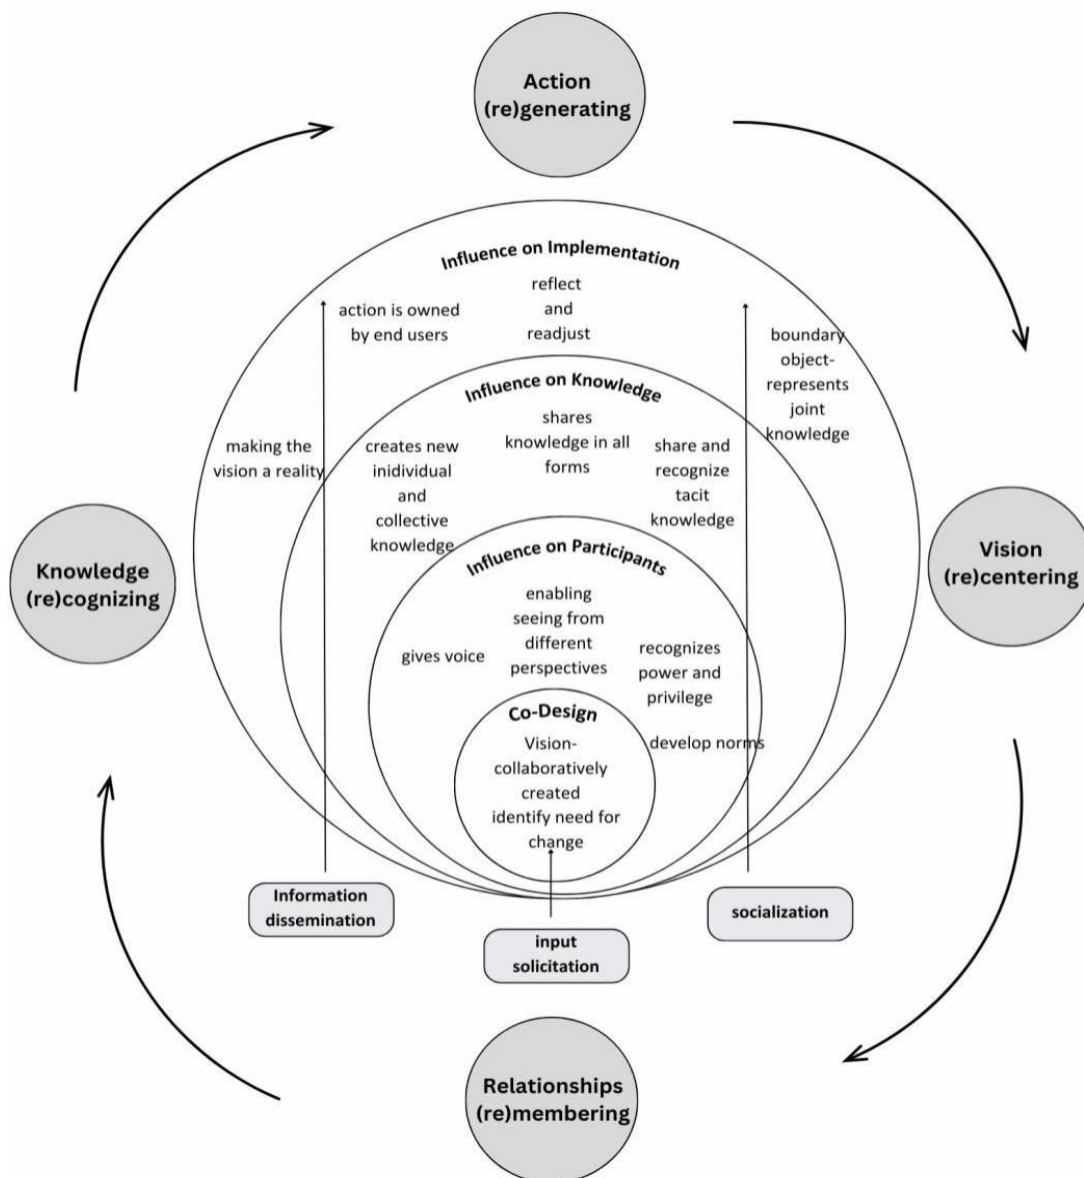 Action
(re)generating
Influence on Implementation
reflect
and
readjust
action is owned
by end users
boundary
object-
represents
joint
knowledge
Influence on Knowledge
shares
knowledge in all
forms
making the
vision a reality
creates new
inidividual
and
collective
knowledge
share and
recognize
tacit
knowledge
Knowledge
(re)cognizing
Vision
(re)centering
Influence on Participants
enabling
seeing from
different
perspectives
gives voice
recognizes
power and
privilege
develop norms
Co-Design
Vision-
collaboratively
created
identify need for
change
Information
dissemination
input
solicitation
socialization
Relationships
(re)membering